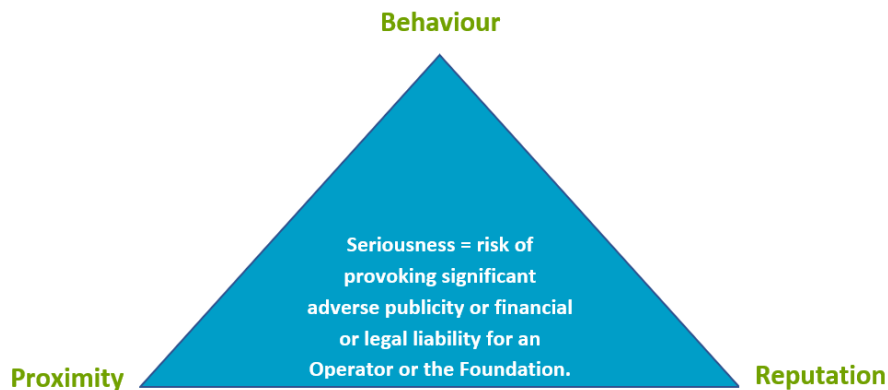 Behaviour
Seriousness = risk of
provoking significant
adverse publicity or financial
or legal liability for an
Operator or the Foundation.
Proximity
Reputation